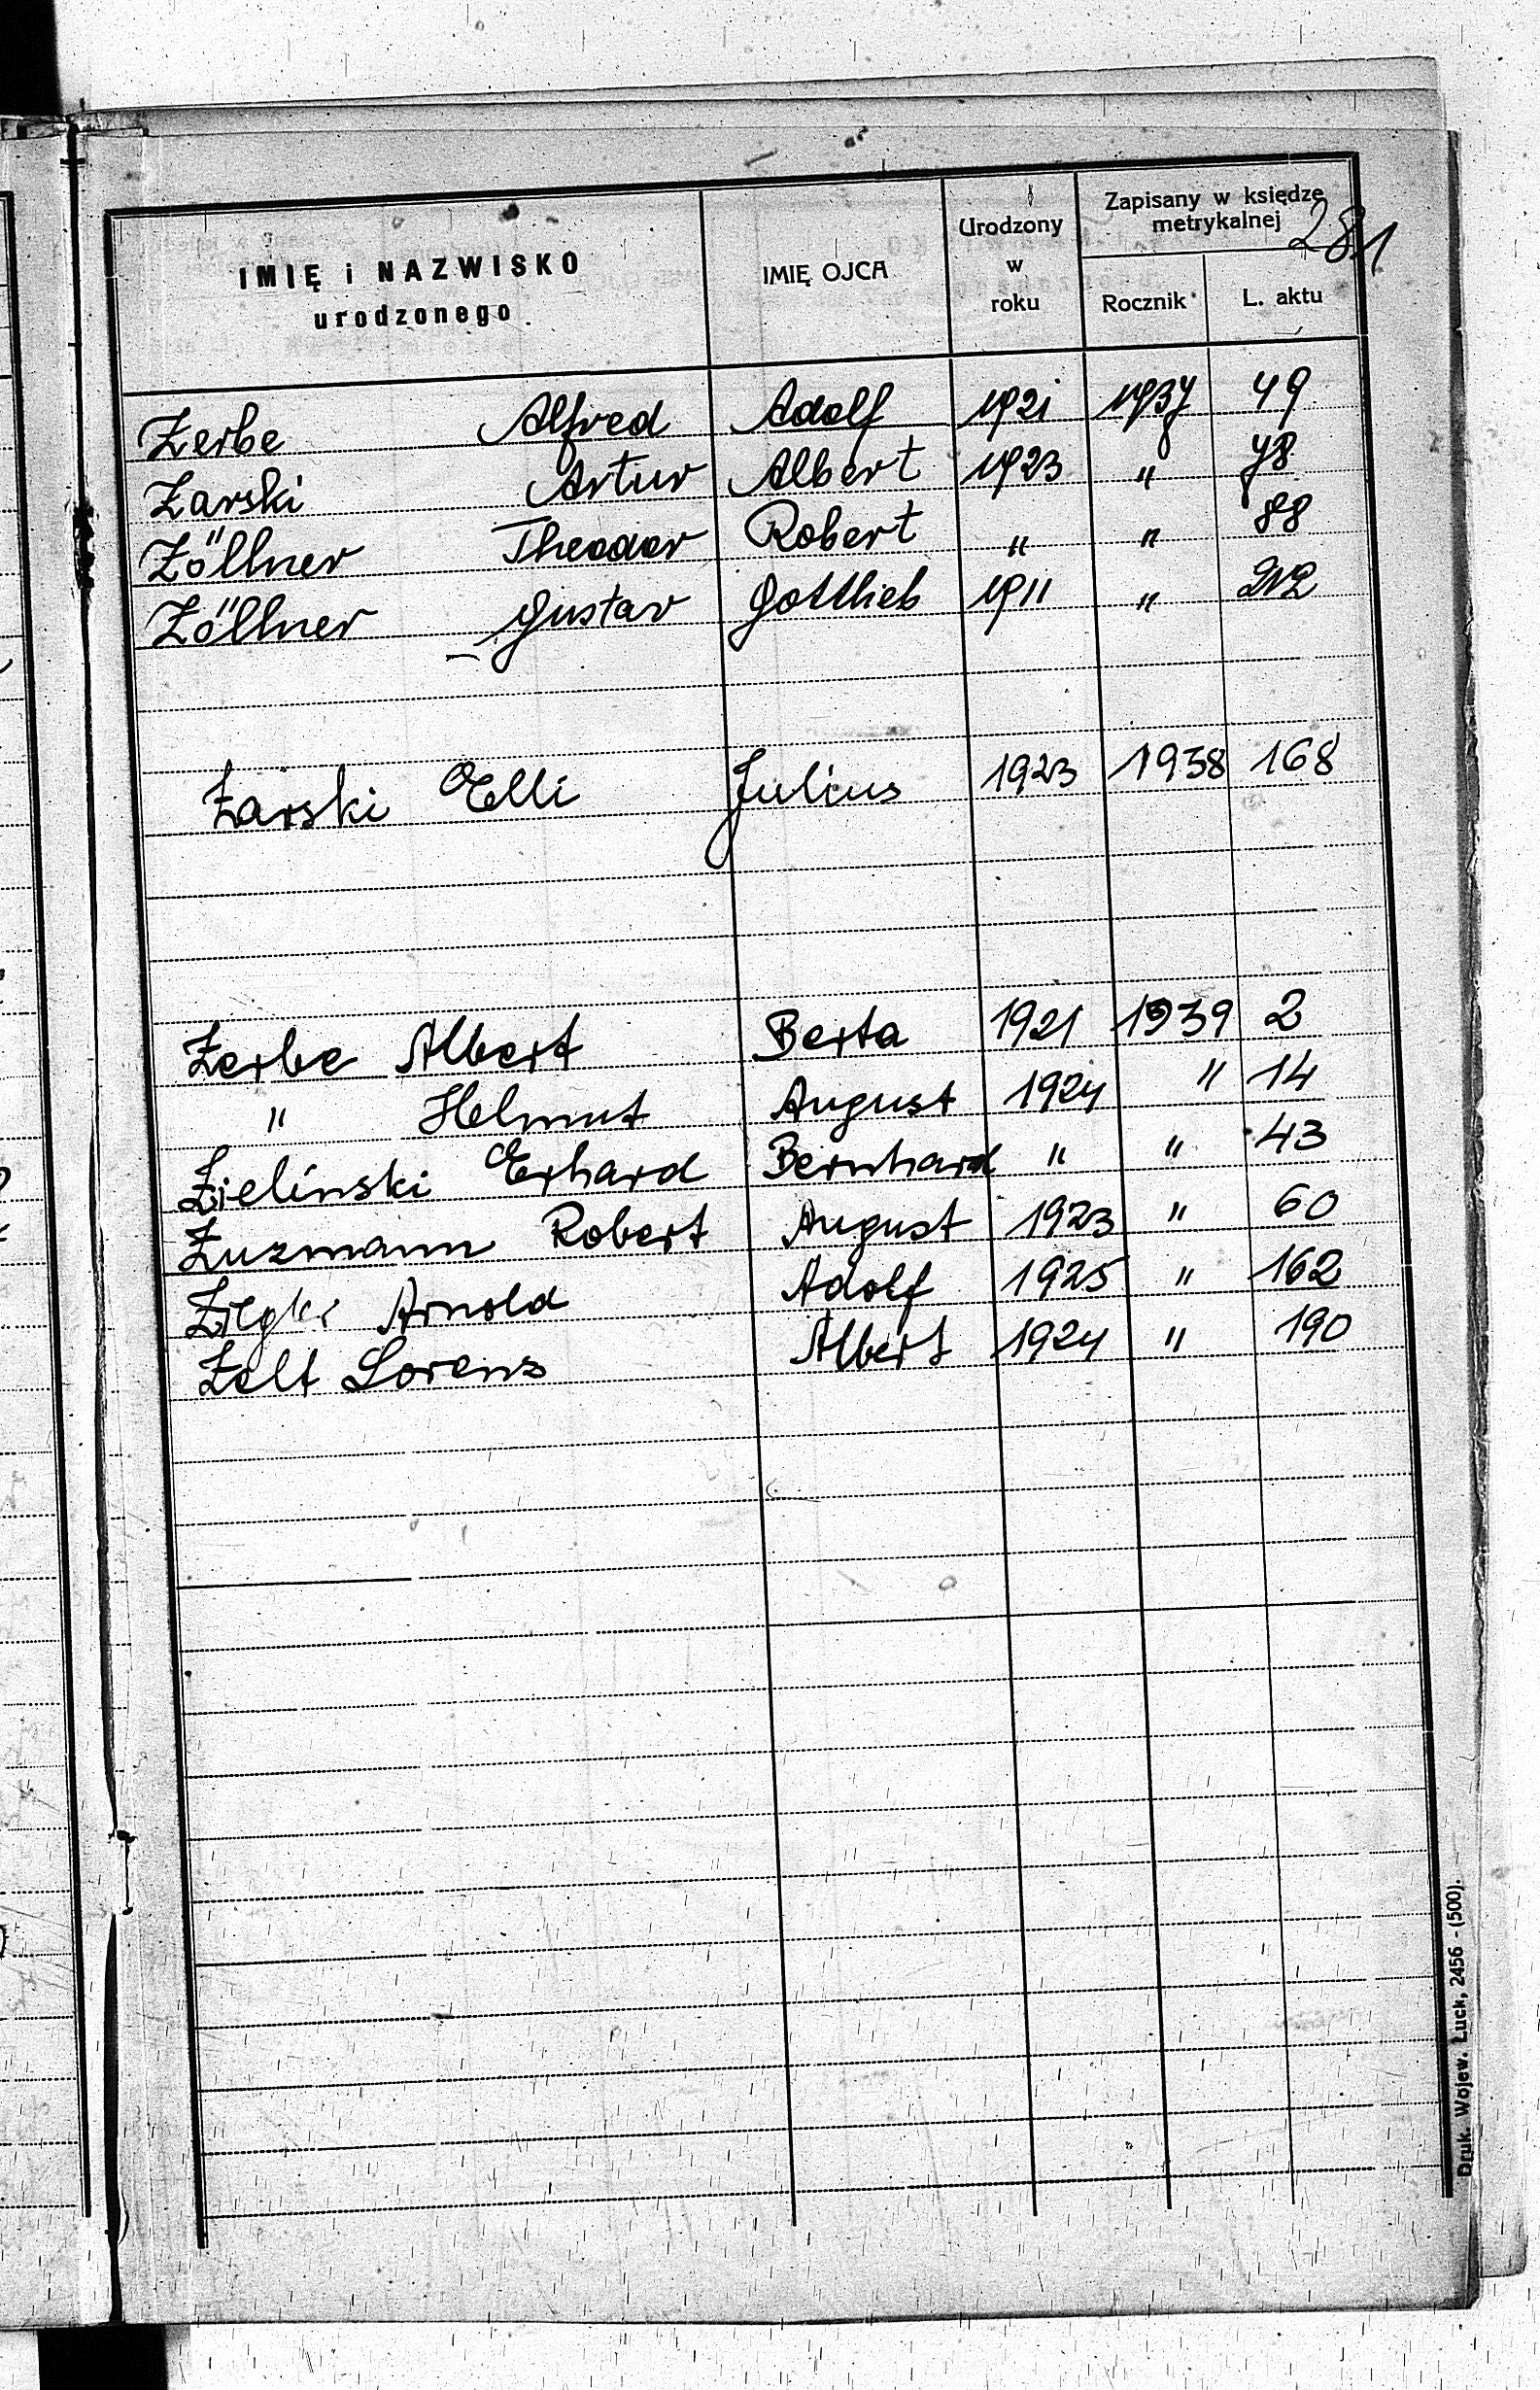 281
IMIĘ i NAZWISKO
urodzonego
IMIĘ OJCA
Urodzony
w
roku
Zapisany w księdze
metrykalnej
Rocznik
L. aktu
Zerbe Alfred Adolf 1921 1937 49
Zarski Artur Albert 1923 " 78
Zöllner Theodor Robert " " 88
Zöllner Gustav Gottlieb 1911 " 212
Zarski Elli Julius 1923 1938 168
Zerbe Albert Berta 1921 1939 2
" Helmut August 1924 " 14
Zielinski Erhard Bernhard " " 43
Zuzmann Robert August 1923 " 60
Arnold Adolf 1925 " 162
Zelt Lorenz Albert 1924 " 190
Druk. Wojew. Łuck, 2456 - (500).